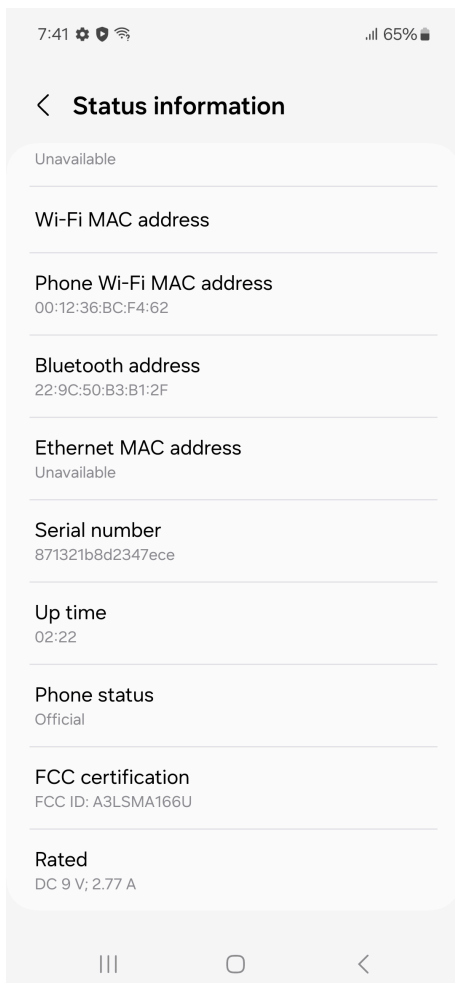 7:41
65%
Status information
Unavailable
Wi-Fi MAC address
Phone Wi-Fi MAC address
00:12:36:BC:F4:62
Bluetooth address
22:9C:50:B3:B1:2F
Ethernet MAC address
Unavailable
Serial number
871321b8d2347ece
Up time
02:22
Phone status
Official
FCC certification
FCC ID: A3LSMA166U
Rated
DC 9 V; 2.77 A